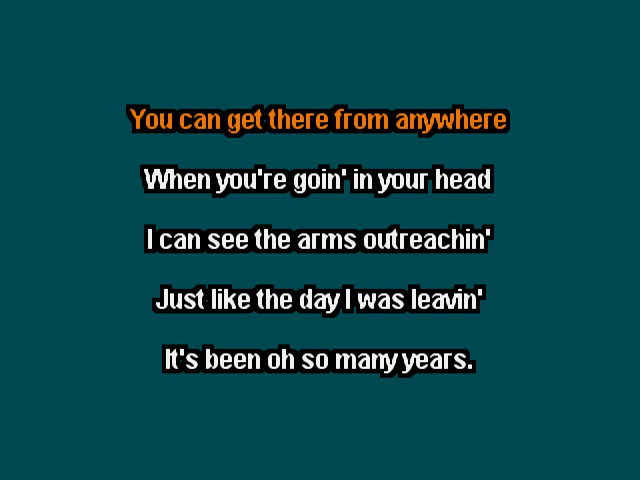 You can get there from anywhere
When you're goin' in your head
I can see the arms outreachin'
Just like the day I was leavin'
It's been oh so many years.